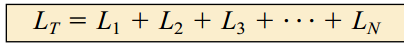 L_T = L_1 + L_2 + L_3 + · · · + L_N